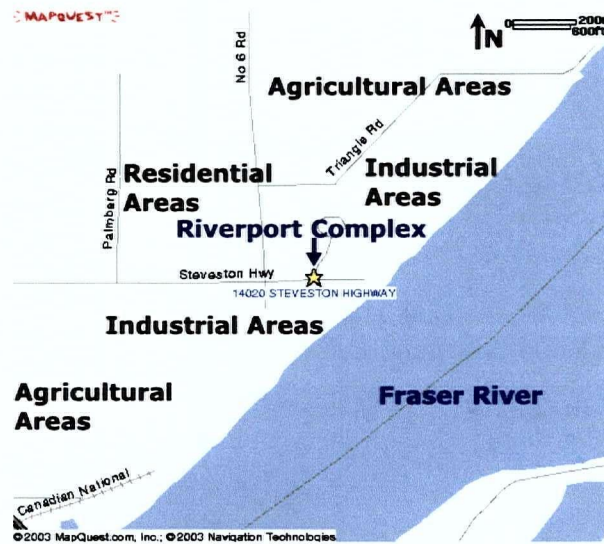 MAPQUEST
N
0
600ft
No 6 Rd
Agricultural Areas
Triangle Rd
Residential
Areas
Industrial
Areas
Palmberg Rd
Riverport Complex
Steveston Hwy
14020 STEVESTON HIGHWAY
Industrial Areas
Agricultural
Areas
Fraser River
Canadian National
©2003 MapQuest.com, Inc.; ©2003 Navigation Technologies